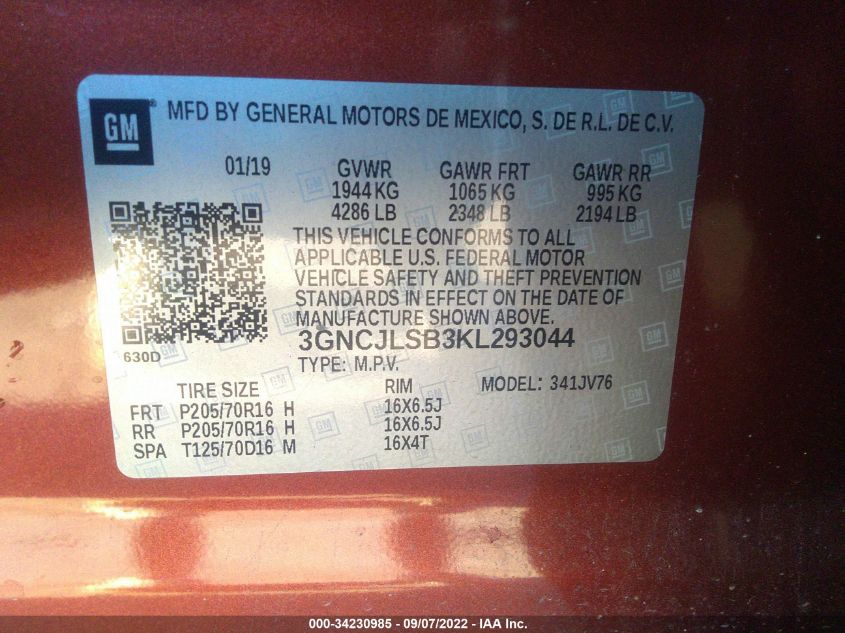 GM ® MFD BY GENERAL MOTORS DE MEXICO, S. DE R.L. DE C.V.
01/19 GVWR GAWR FRT GAWR RR
1944 KG 1065 KG 995 KG
4286 LB 2348 LB 2194 LB
THIS VEHICLE CONFORMS TO ALL
APPLICABLE U.S. FEDERAL MOTOR
VEHICLE SAFETY AND THEFT PREVENTION
STANDARDS IN EFFECT ON THE DATE OF
MANUFACTURE SHOWN ABOVE.
630D 3GNCJLSB3KL293044
TYPE: M.P.V.
TIRE SIZE RIM MODEL: 341JV76
FRT P205/70R16 H 16X6.5J
RR P205/70R16 H 16X6.5J
SPA T125/70D16 M 16X4T
000-34230985 - 09/07/2022 - IAA Inc.